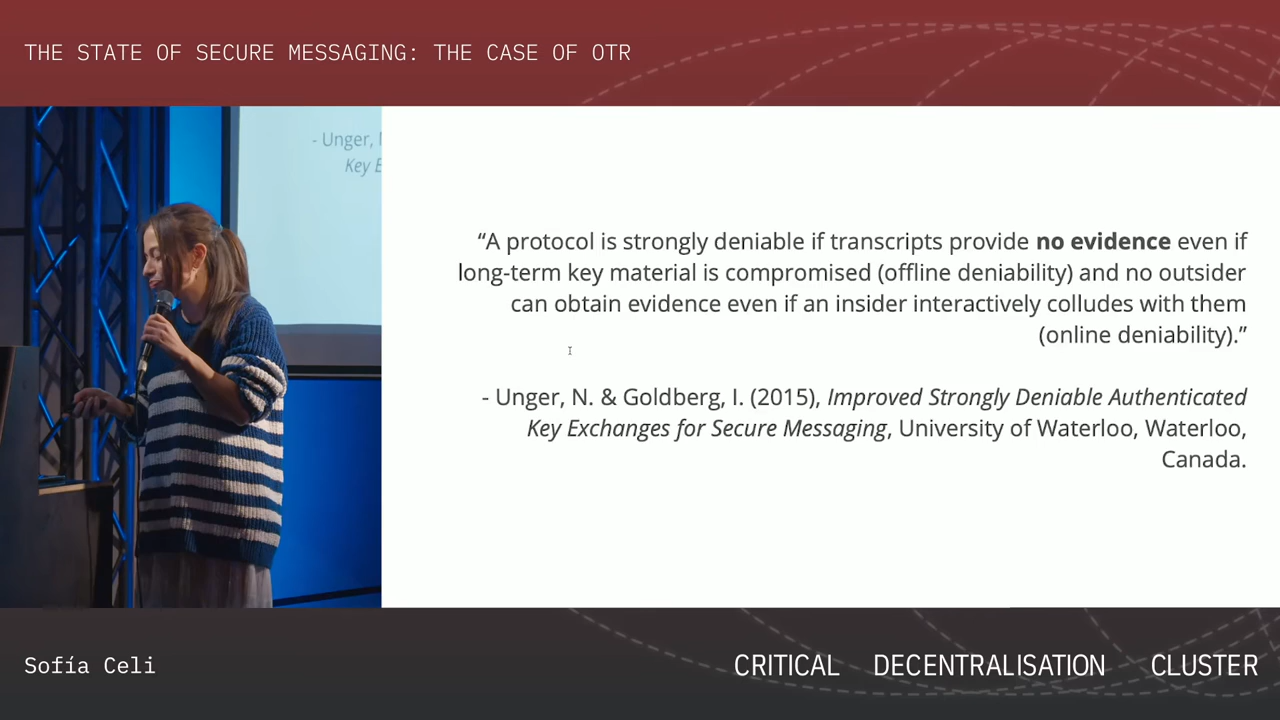 THE STATE OF SECURE MESSAGING: THE CASE OF OTR
- Unger,
Key E
“A protocol is strongly deniable if transcripts provide no evidence even if
long-term key material is compromised (offline deniability) and no outsider
can obtain evidence even if an insider interactively colludes with them
(online deniability).”
- Unger, N. & Goldberg, I. (2015), Improved Strongly Deniable Authenticated
Key Exchanges for Secure Messaging, University of Waterloo, Waterloo,
Canada.
Sofía Celi
CRITICAL DECENTRALISATION CLUSTER